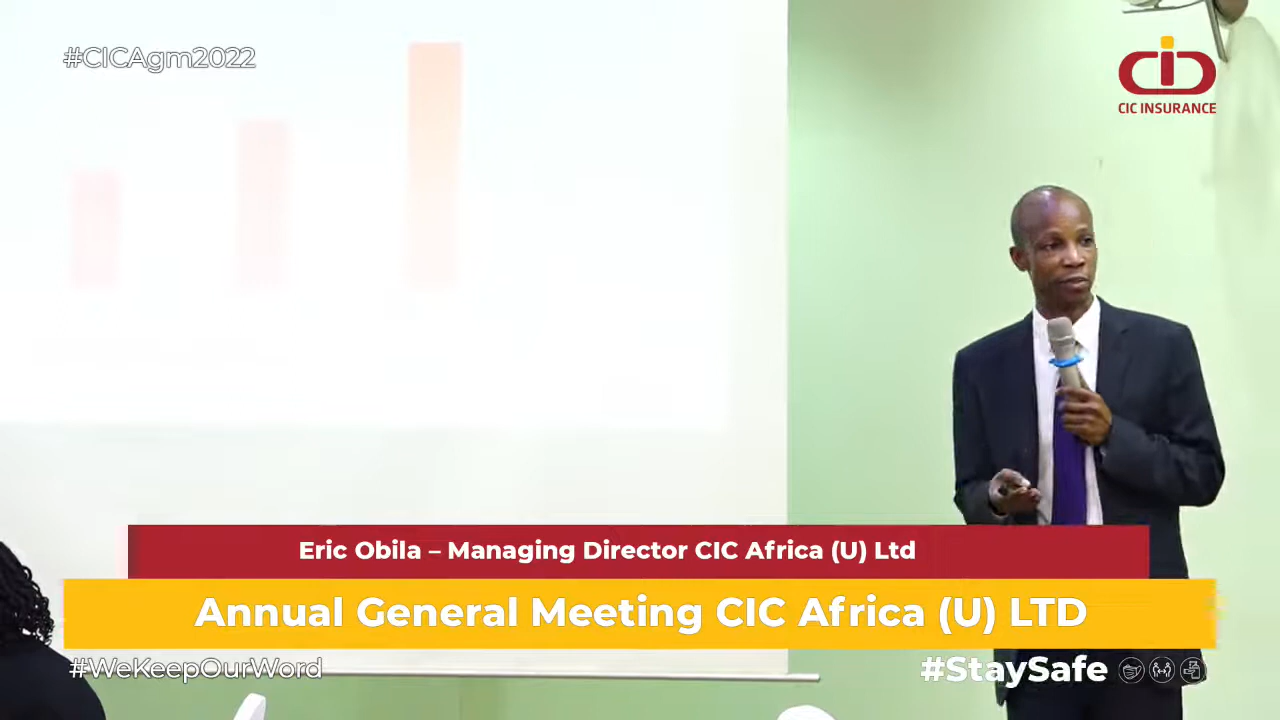 #CICAgm2022
CIC INSURANCE
Eric Obila – Managing Director CIC Africa (U) Ltd
Annual General Meeting CIC Africa (U) LTD
#WeKeepOurWord
#StaySafe